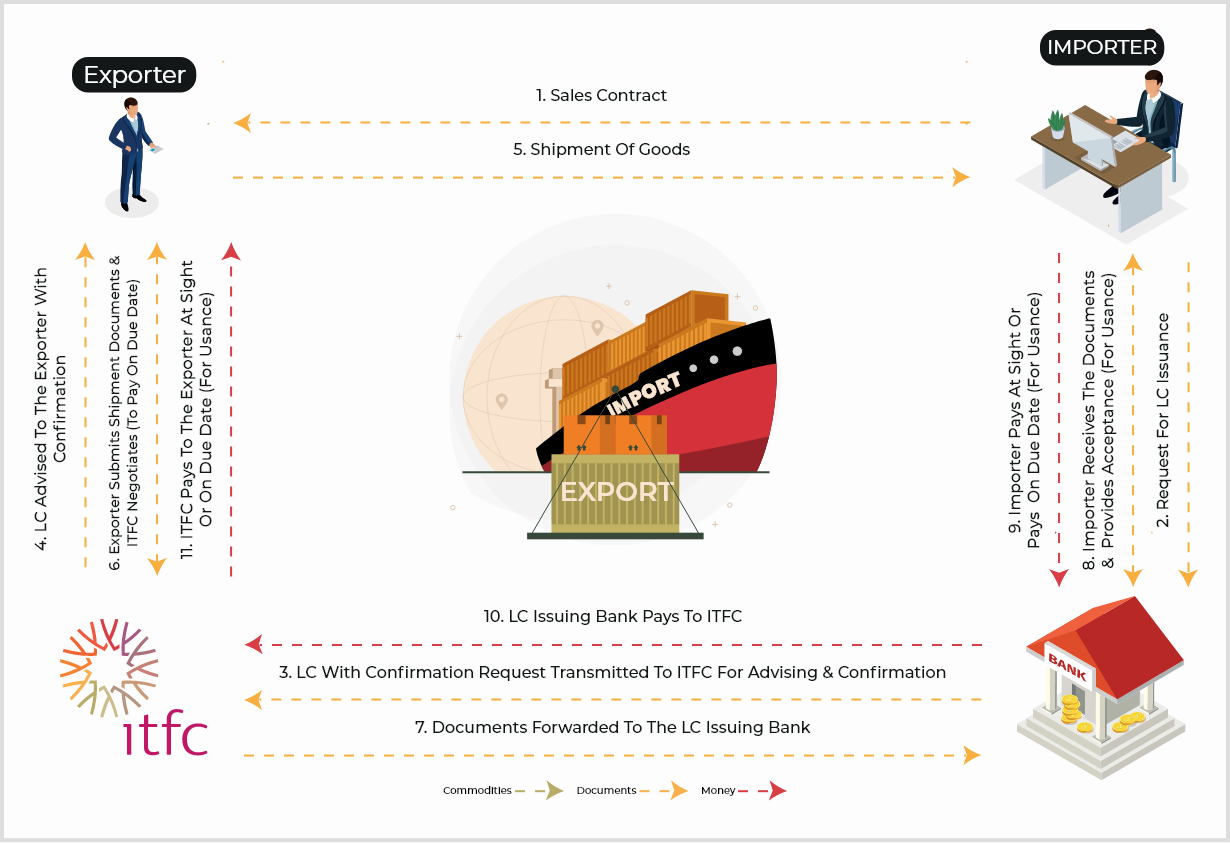 Exporter
IMPORTER
1. Sales Contract
5. Shipment Of Goods
4. LC Advised To The Exporter With
Confirmation
6. Exporter Submits Shipment Documents &
ITFC Negotiates (To Pay On Due Date)
11. ITFC Pays To The Exporter At Sight
Or On Due Date (For Usance)
IMPORT
EXPORT
9. Importer Pays At Sight Or
Pays On Due Date (For Usance)
8. Importer Receives The Documents
& Provides Acceptance (For Usance)
2. Request For LC Issuance
10. LC Issuing Bank Pays To ITFC
3. LC With Confirmation Request Transmitted To ITFC For Advising & Confirmation
7. Documents Forwarded To The LC Issuing Bank
itfc
BANK
Commodities
Documents
Money